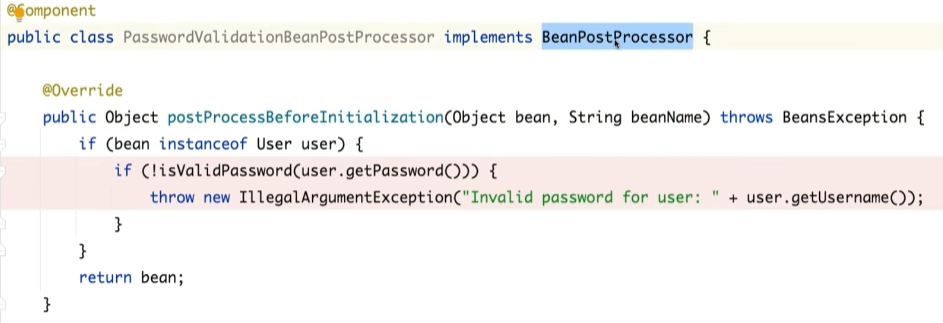 @Component
public class PasswordValidationBeanPostProcessor implements BeanPostProcessor {
@Override
public Object postProcessBeforeInitialization(Object bean, String beanName) throws BeansException {
if (bean instanceof User user) {
if (!isValidPassword(user.getPassword())) {
throw new IllegalArgumentException("Invalid password for user: " + user.getUsername());
}
}
return bean;
}